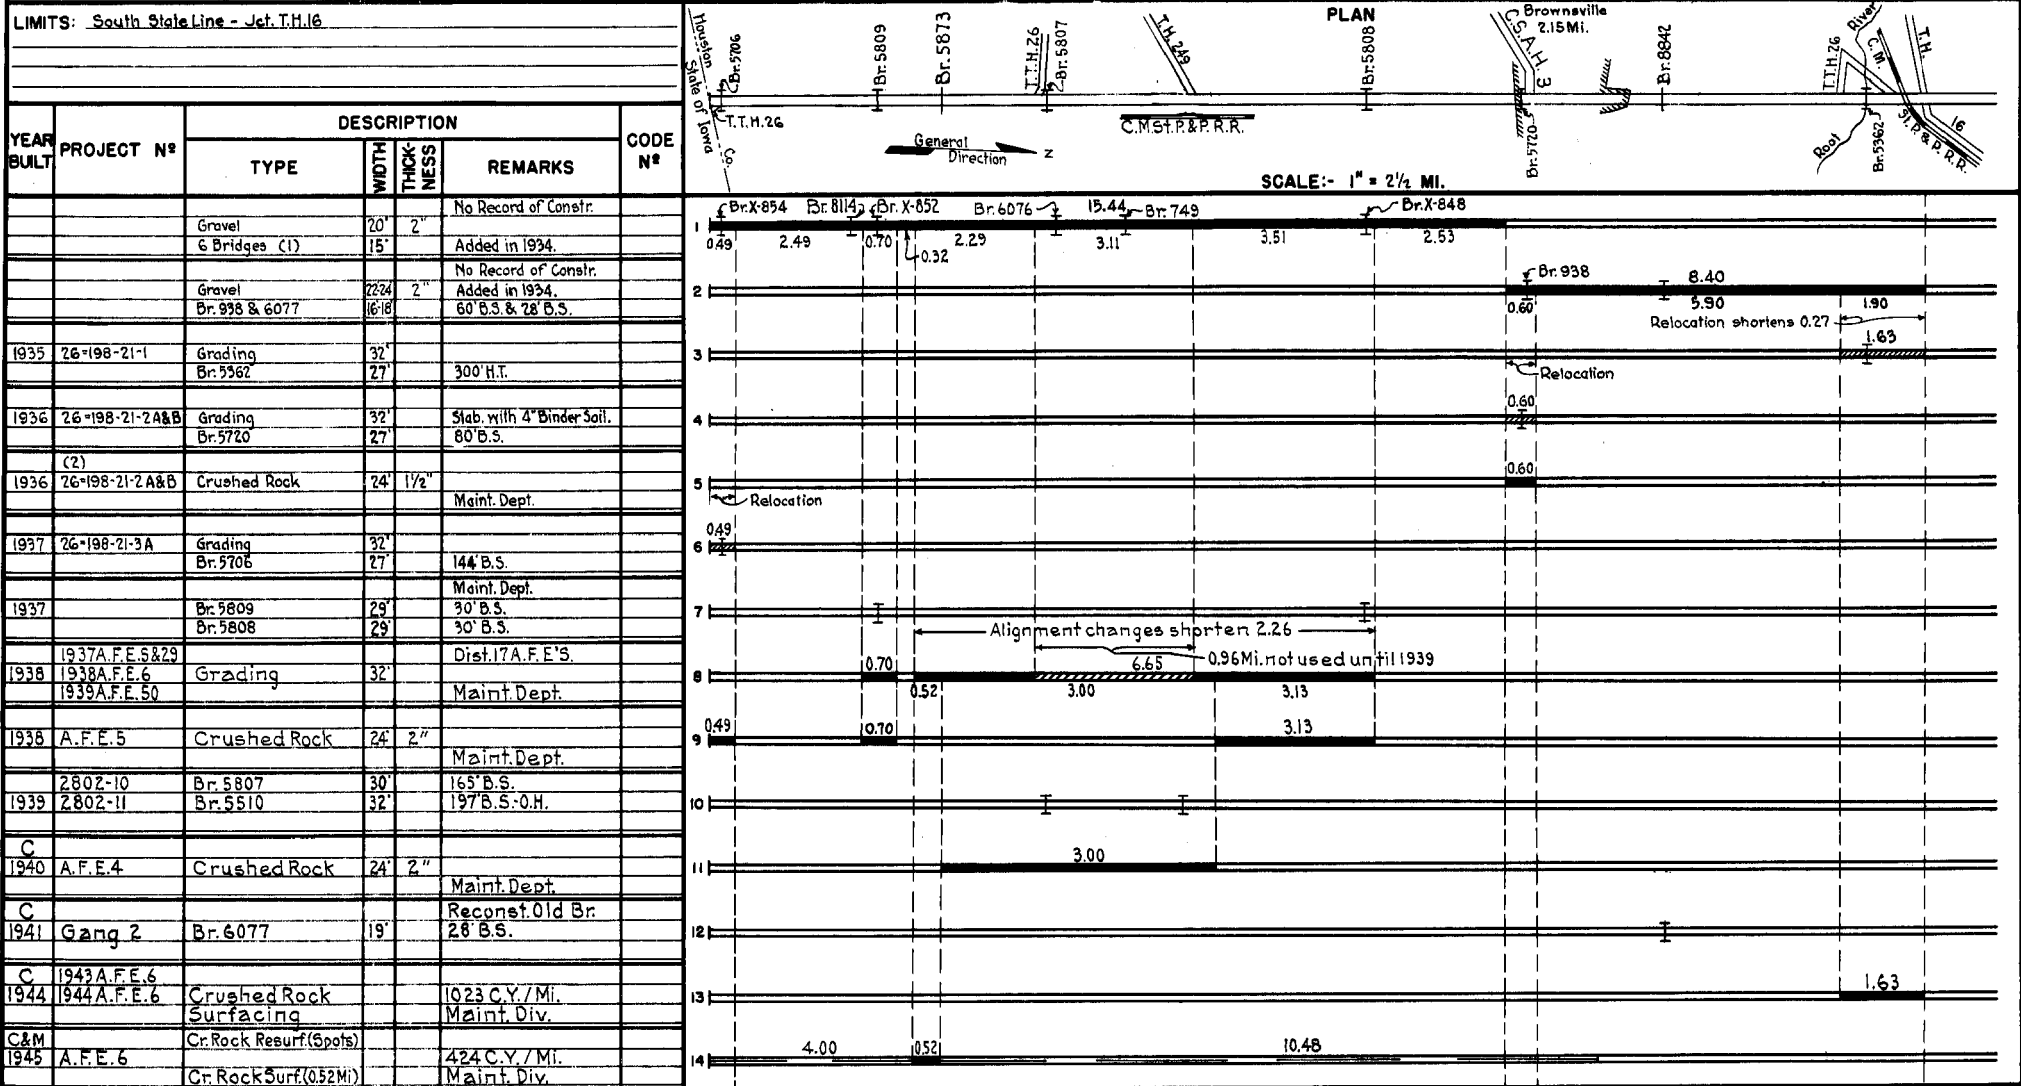 LIMITS: South State Line - Jct. T.H.16
YEAR BUILT
PROJECT Nº
DESCRIPTION
TYPE
WIDTH
THICK-NESS
REMARKS
CODE Nº
PLAN
Houston Co.
State of Iowa
Br. 5706
T.T.H.26
Br. 5809
Br. 5873
T.T.H.26
Br. 5807
T.H. 249
C.M.St.P.& P.R.R.
Br. 5808
C.S.A.H. 3
Brownsville
2.15 Mi.
Br. 5720
Br. 8842
T.T.H.26
Root River
C.M. St. P. & P. R.R.
Br. 5362
T.H. 16
General Direction
Z
SCALE:- 1" = 2½ MI.
No Record of Constr.
Gravel 20' 2"
6 Bridges (1) 15' Added in 1934.
1 Br. X-854 Br. 8114 Br. X-852 Br. 6076 15.44 Br. 749 Br. X-848
0.49 2.49 0.70 0.32 2.29 3.11 3.51 2.53
No Record of Constr.
Gravel 22-24 2" Added in 1934.
Br. 938 & 6077 16-18 60' B.S. & 28' B.S.
2 Br. 938 8.40
0.60 5.90 1.90
Relocation shortens 0.27
1935 26=198-21-1 Grading 32'
Br. 5362 27' 300' H.T.
3 1.63
Relocation
1936 26=198-21-2A&B Grading 32' Stab. with 4" Binder Soil.
Br. 5720 27' 80' B.S.
4 0.60
(2)
1936 26=198-21-2A&B Crushed Rock 24' 1½"
Maint. Dept.
5 0.60
Relocation
1937 26=198-21-3A Grading 32'
Br. 5706 27' 144' B.S.
6 0.49
Maint. Dept.
1937 Br. 5809 29' 30' B.S.
Br. 5808 29' 30' B.S.
7
Alignment changes shorten 2.26
1937 A.F.E. 5&29 Dist. 17 A.F.E'S.
1938 1938 A.F.E. 6 Grading 32'
1939 A.F.E. 50 Maint. Dept.
8 0.70 6.65 0.96 Mi. not used until 1939
0.52 3.00 3.13
1938 A.F.E. 5 Crushed Rock 24' 2"
Maint. Dept.
9 0.49 0.70 3.13
2802-10 Br. 5807 30' 165' B.S.
1939 2802-11 Br. 5510 32' 197' B.S.-O.H.
10
C
1940 A.F.E. 4 Crushed Rock 24' 2"
Maint. Dept.
11 3.00
C Reconst. Old Br.
1941 Gang 2 Br. 6077 19' 28' B.S.
12
C 1943 A.F.E. 6
1944 1944 A.F.E. 6 Crushed Rock 1023 C.Y. / Mi.
Surfacing Maint. Div.
13 1.63
C&M Cr. Rock Resurf. (Spots)
1945 A.F.E. 6 424 C.Y. / Mi.
Cr. Rock Surf. (0.52 Mi) Maint. Div.
14 4.00 0.52 10.48